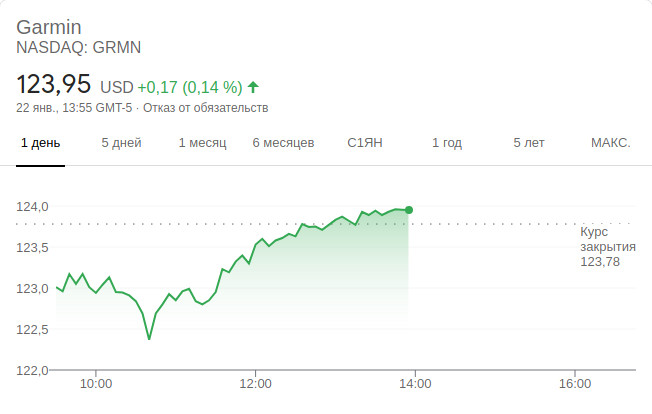 Garmin
NASDAQ: GRMN
123,95 USD +0,17 (0,14 %)
22 янв., 13:55 GMT-5 · Отказ от обязательств
1 день 5 дней 1 месяц 6 месяцев С1ЯН 1 год 5 лет МАКС.
124,0
Курс
123,5 закрытия
123,78
123,0
122,5
122,0
10:00 12:00 14:00 16:00